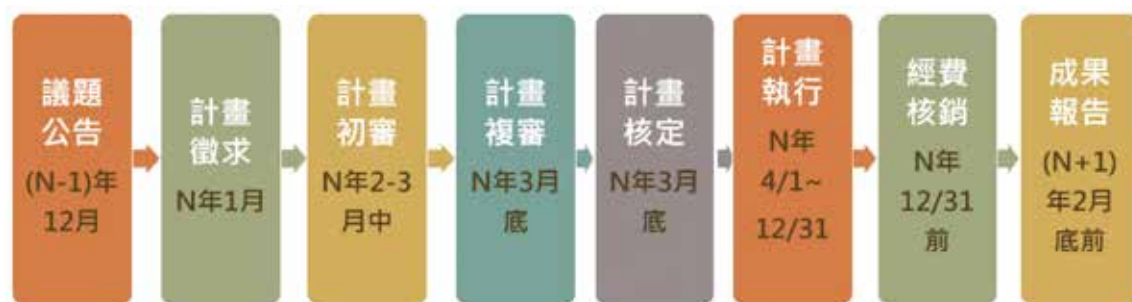 議題
公告
(N-1)年
12月
計畫
徵求
N年1月
計畫
初審
N年2-3
月中
計畫
複審
N年3月
底
計畫
核定
N年3月
底
計畫
執行
N年
4/1~
12/31
經費
核銷
N年
12/31
前
成果
報告
(N+1)
年2月
底前